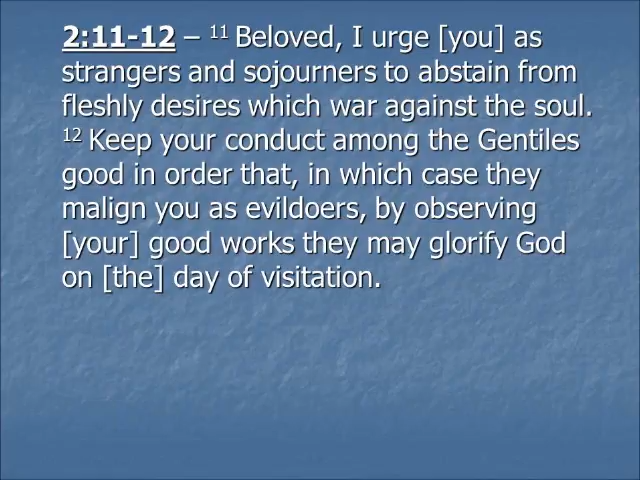 2:11-12 – 11 Beloved, I urge [you] as
strangers and sojourners to abstain from
fleshly desires which war against the soul.
12 Keep your conduct among the Gentiles
good in order that, in which case they
malign you as evildoers, by observing
[your] good works they may glorify God
on [the] day of visitation.